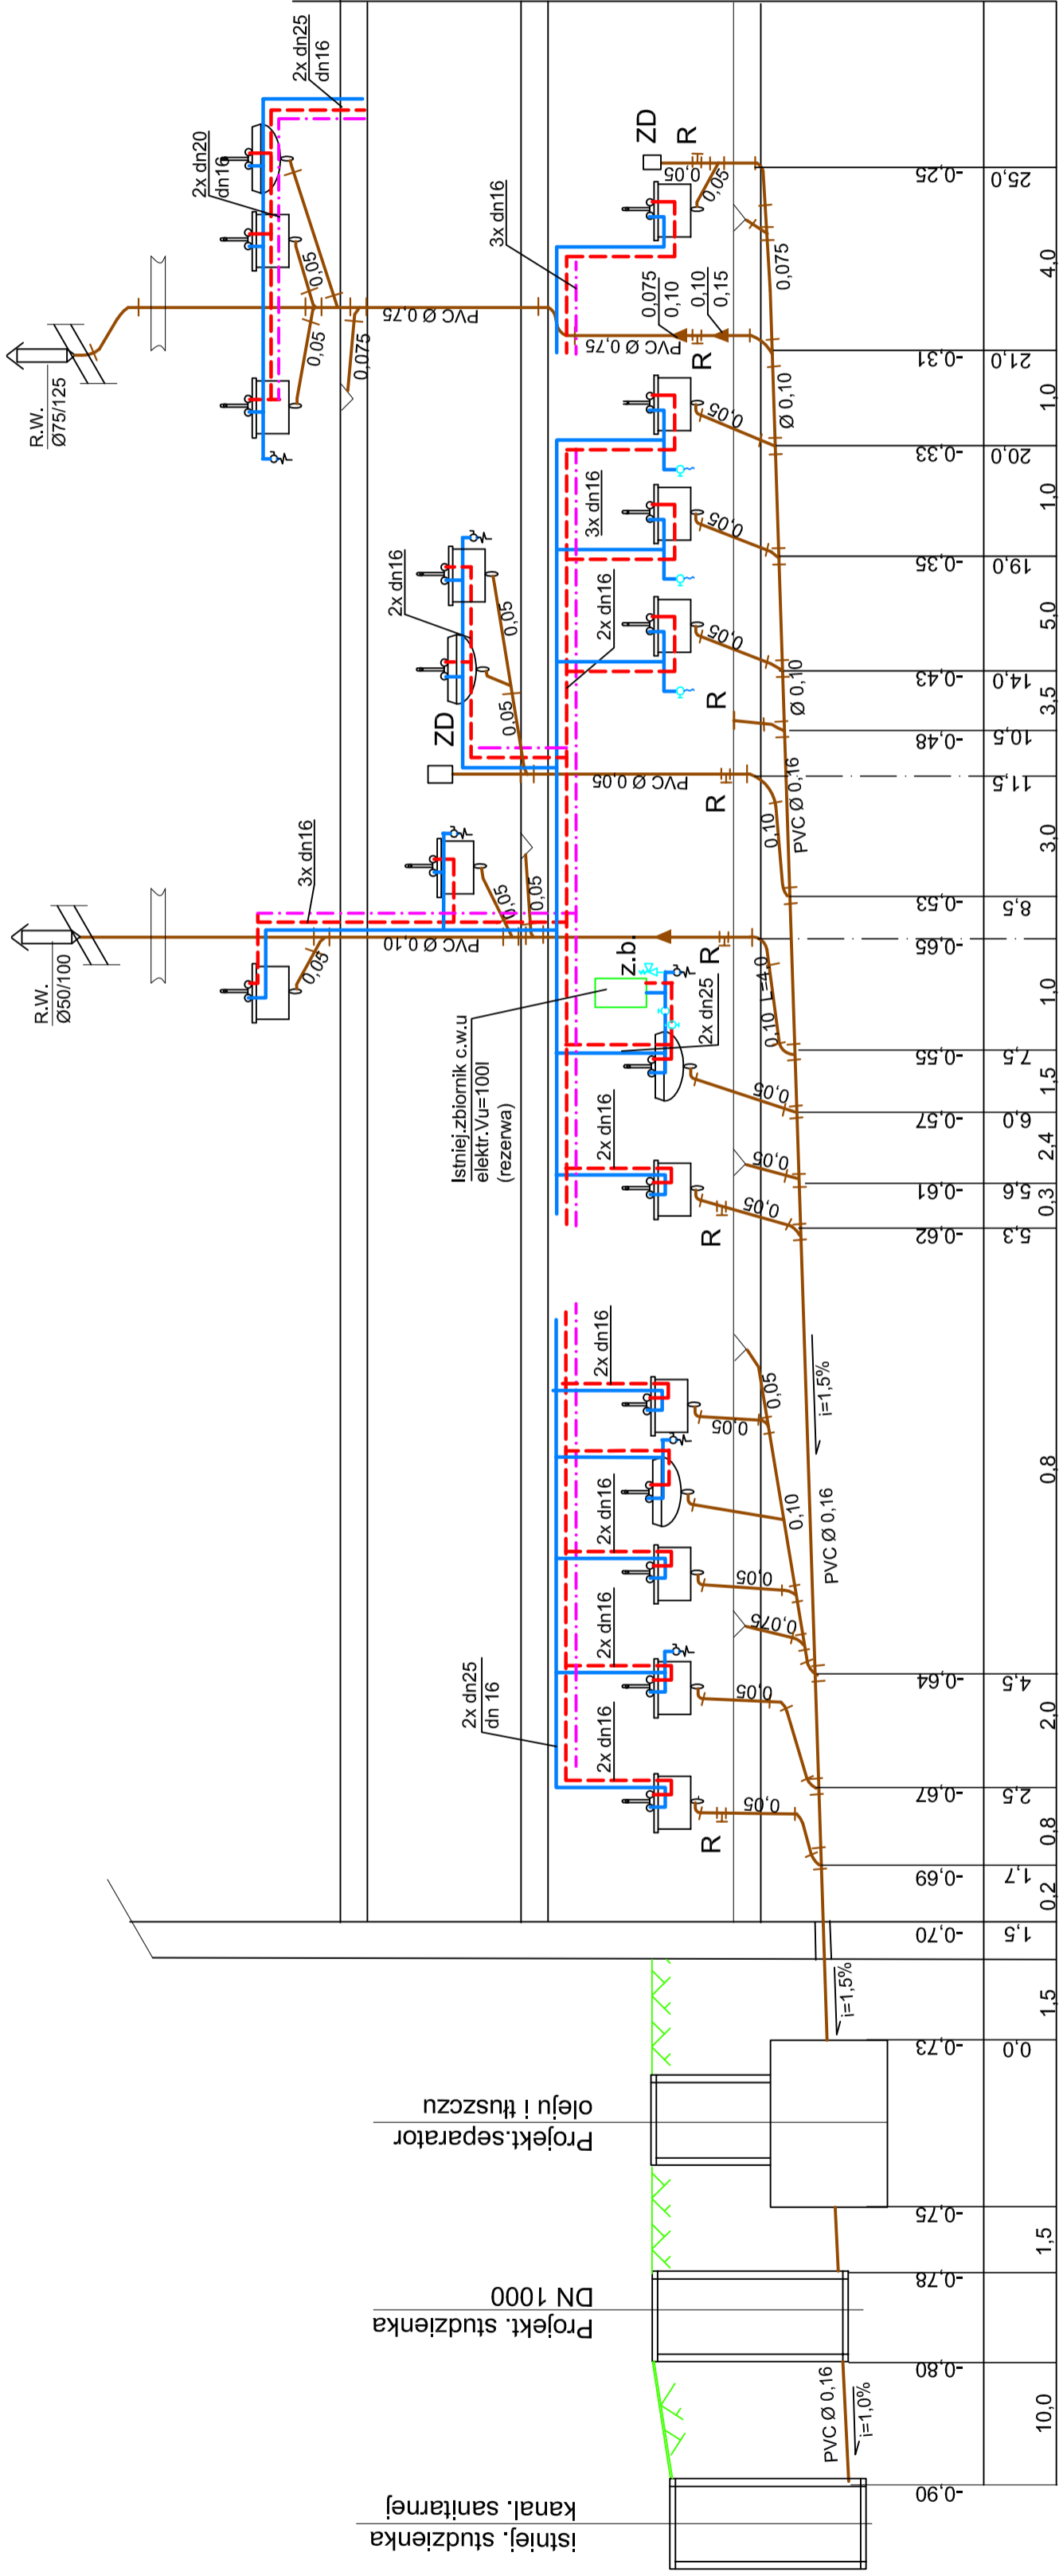 istniej. studzienka
kanal. sanitarnej
Projekt. studzienka
DN 1000
Projekt.separator
oleju i tłuszczu
PVC Ø 0,16
i=1,0%
i=1,5%
PVC Ø 0,16
i=1,5%
2x dn25
dn 16
2x dn16
2x dn16
2x dn16
2x dn16
R
0,05
0,05
0,075
0,05
0,10
0,05
0,05
2x dn16
R
0,05
0,05
0,05
Istniej.zbiornik c.w.u
elektr.Vu=100l
(rezerwa)
z.b.
2x dn25
0,10 L=4,0
R
R.W.
Ø50/100
3x dn16
0,05
PVC Ø 0,10
0,05
0,05
ZD
2x dn16
0,05
0,05
PVC Ø 0,05
R
0,10
PVC Ø 0,16
R
Ø 0,10
2x dn16
3x dn16
0,05
0,05
0,05
Ø 0,10
R.W.
Ø75/125
2x dn20
dn16
2x dn25
dn16
0,05
0,05
0,075
PVC Ø 0,75
PVC Ø 0,75
R
0,075
0,10
0,10
0,15
3x dn16
ZD
R
0,05
0,05
0,075
-0,90
-0,80
-0,78
-0,75
-0,73
-0,70
-0,69
-0,67
-0,64
-0,62
-0,61
-0,57
-0,55
-0,65
-0,53
-0,48
-0,43
-0,35
-0,33
-0,31
-0,25
0,0
1,5
1,7
2,5
4,5
5,3
5,6
6,0
7,5
8,5
11,5
10,5
14,0
19,0
20,0
21,0
25,0
10,0
1,5
1,5
0,2
0,8
2,0
0,8
0,3
2,4
1,5
1,0
3,0
3,5
5,0
1,0
1,0
4,0